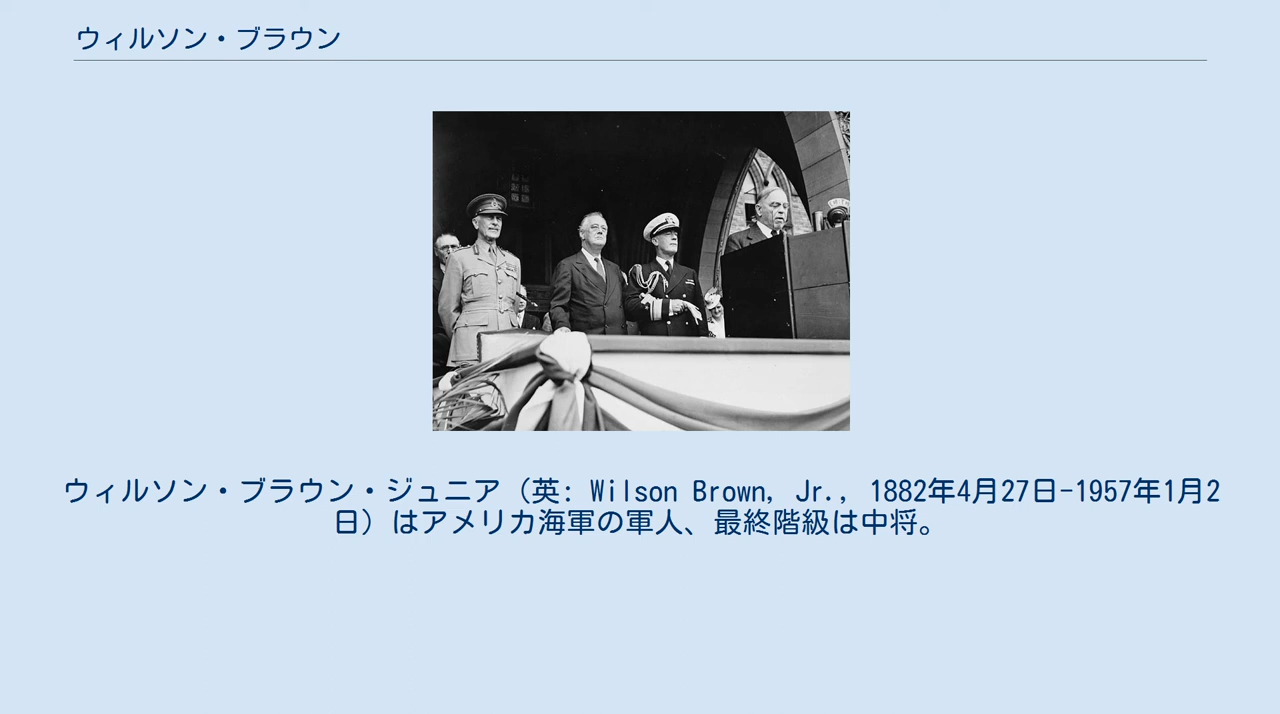 ウィルソン・ブラウン
ウィルソン・ブラウン・ジュニア（英: Wilson Brown, Jr., 1882年4月27日-1957年1月2
日）はアメリカ海軍の軍人、最終階級は中将。